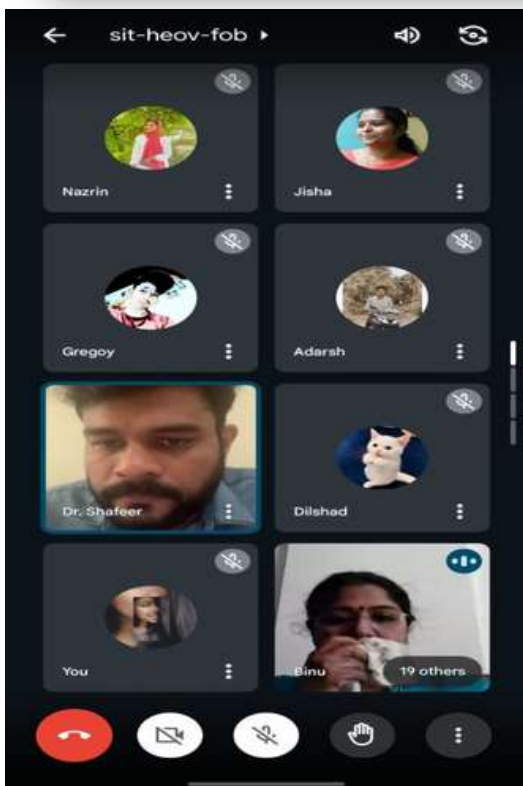 sit-heov-fob
Nazrin
Jisha
Gregoy
Adarsh
Dr. Shafeer
Dilshad
You
Binu
19 others